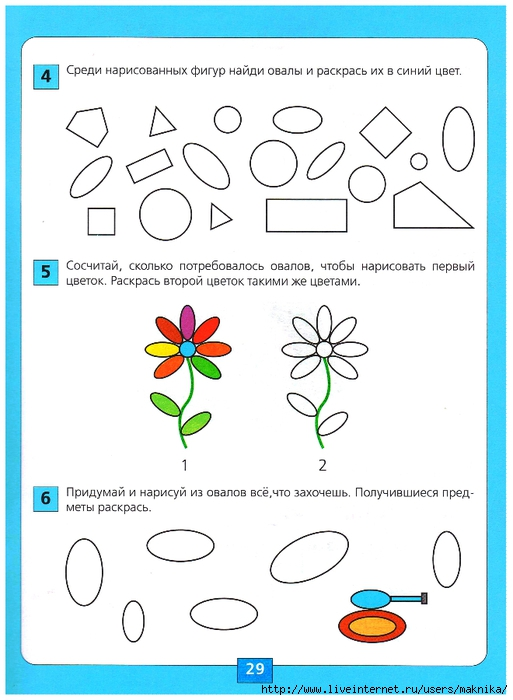 4
Среди нарисованных фигур найди овалы и раскрась их в синий цвет.
5
Сосчитай, сколько потребовалось овалов, чтобы нарисовать первый
цветок. Раскрась второй цветок такими же цветами.
1
2
6
Придумай и нарисуй из овалов всё,что захочешь. Получившиеся пред-
меты раскрась.
29
http://www.liveinternet.ru/users/maknika/